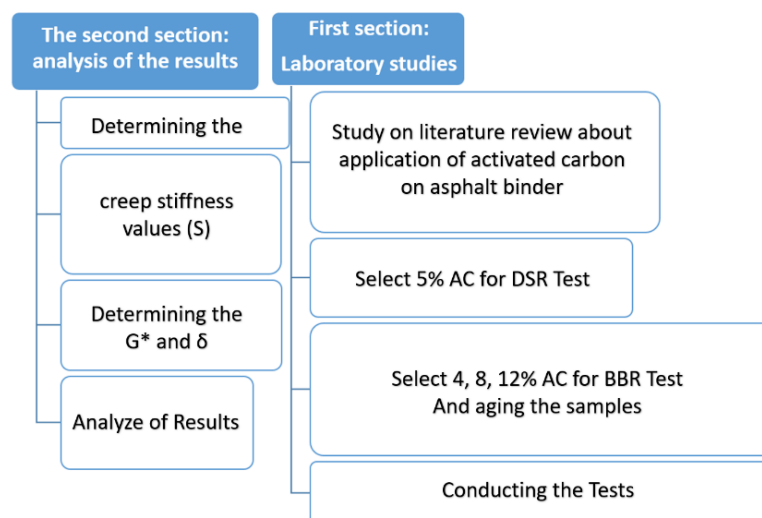 The second section:
analysis of the results
Determining the
creep stiffness
values (S)
Determining the
G* and δ
Analyze of Results
First section:
Laboratory studies
Study on literature review about
application of activated carbon
on asphalt binder
Select 5% AC for DSR Test
Select 4, 8, 12% AC for BBR Test
And aging the samples
Conducting the Tests